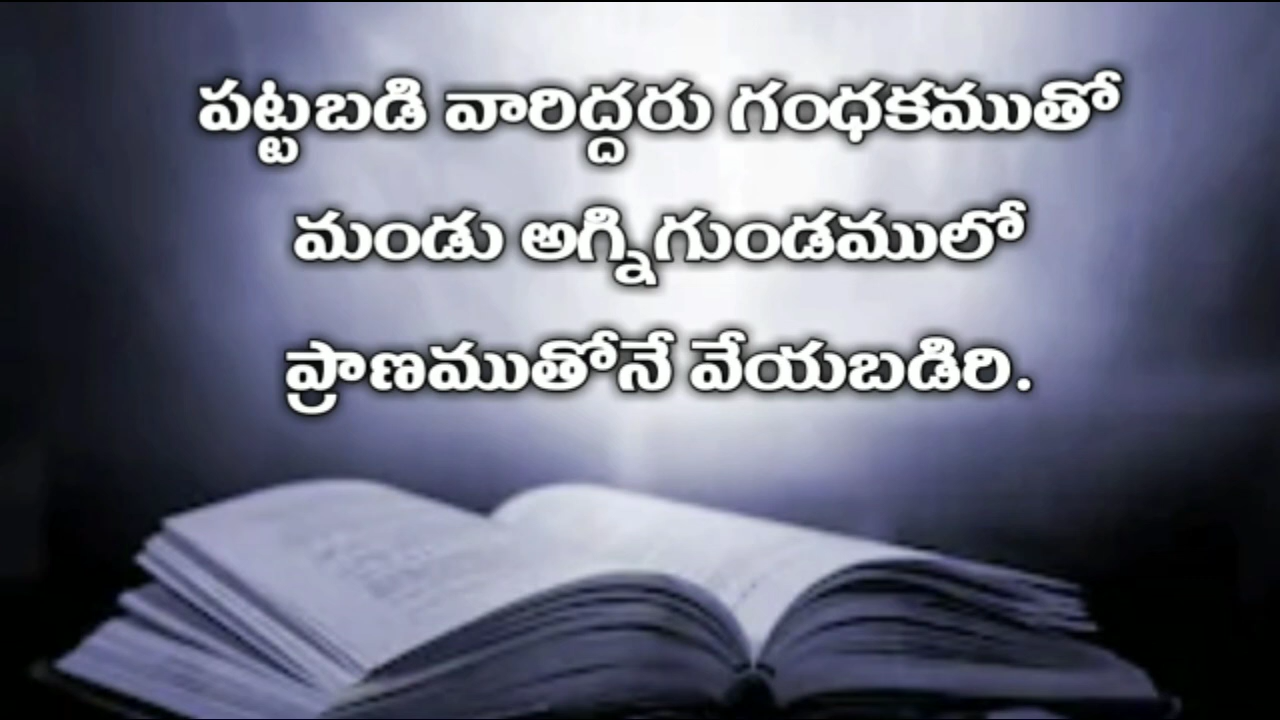 పట్టబడి వారిద్దరు గంధకముతో
మండు అగ్నిగుండములో
ప్రాణముతోనే వేయబడిరి.